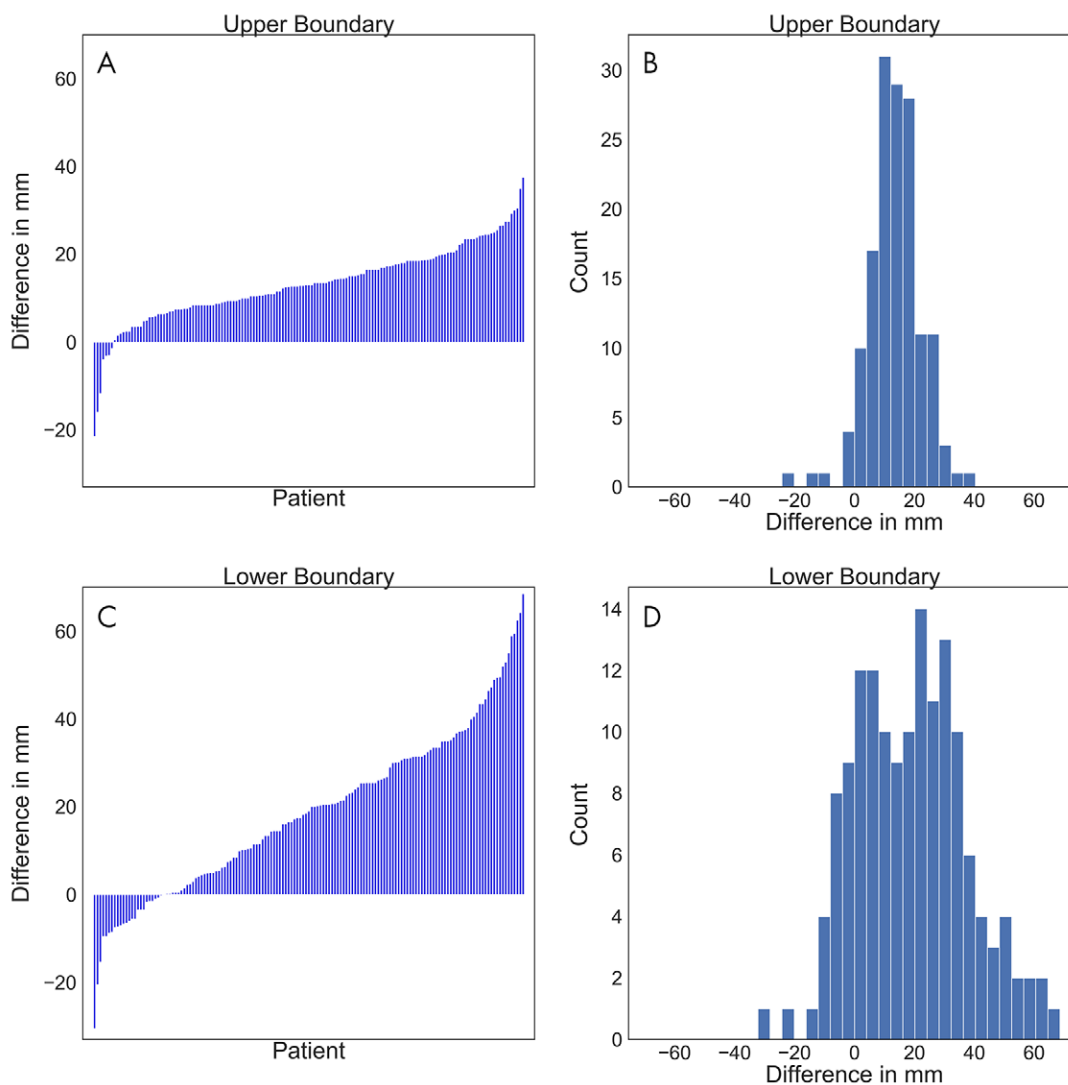 Upper Boundary
A
60
40
20
0
−20
Difference in mm
Patient
Upper Boundary
B
30
25
20
15
10
5
0
Count
−60 −40 −20 0 20 40 60
Difference in mm
Lower Boundary
C
60
40
20
0
−20
Difference in mm
Patient
Lower Boundary
D
14
12
10
8
6
4
2
0
Count
−60 −40 −20 0 20 40 60
Difference in mm